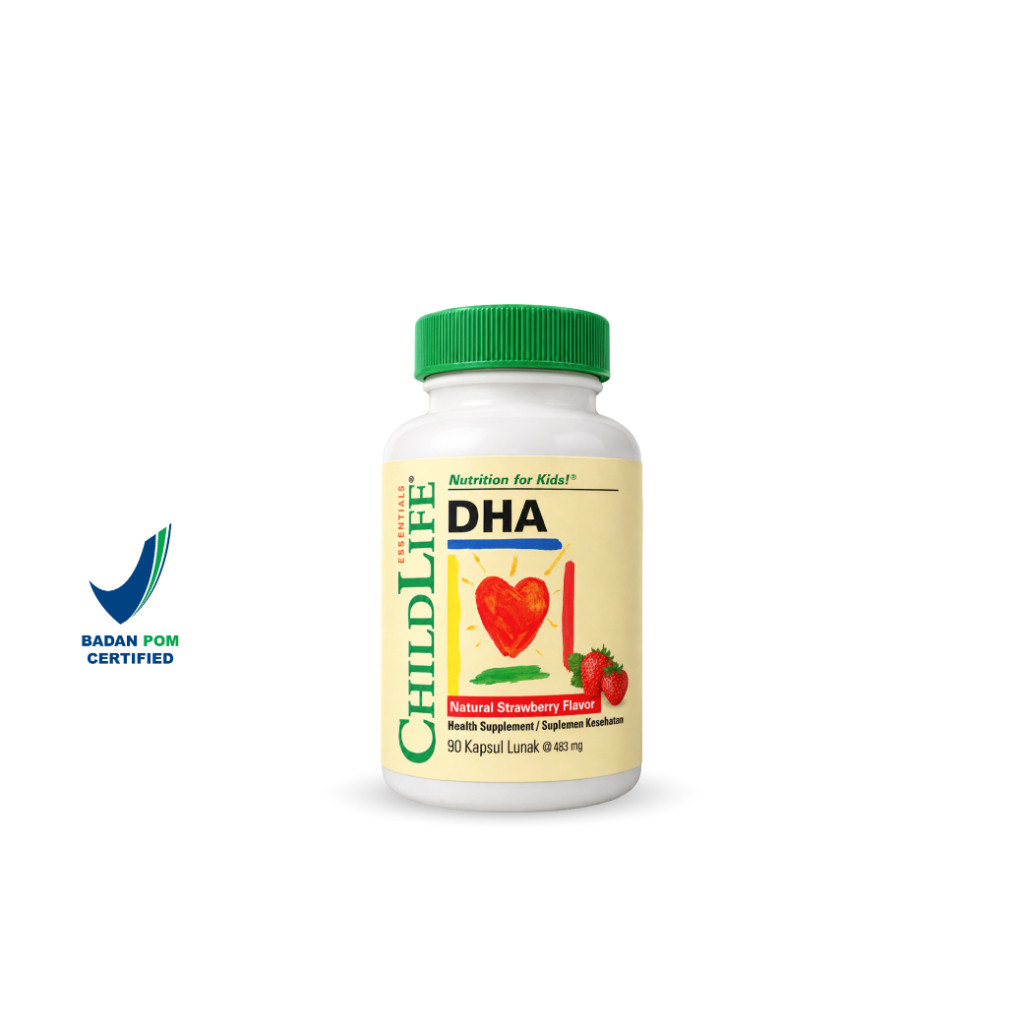 Nutrition for Kids!®
DHA
ESSENTIALS
CHILDLIFE®
Natural Strawberry Flavor
Health Supplement / Suplemen Kesehatan
90 Kapsul Lunak @ 483 mg
BADAN POM
CERTIFIED